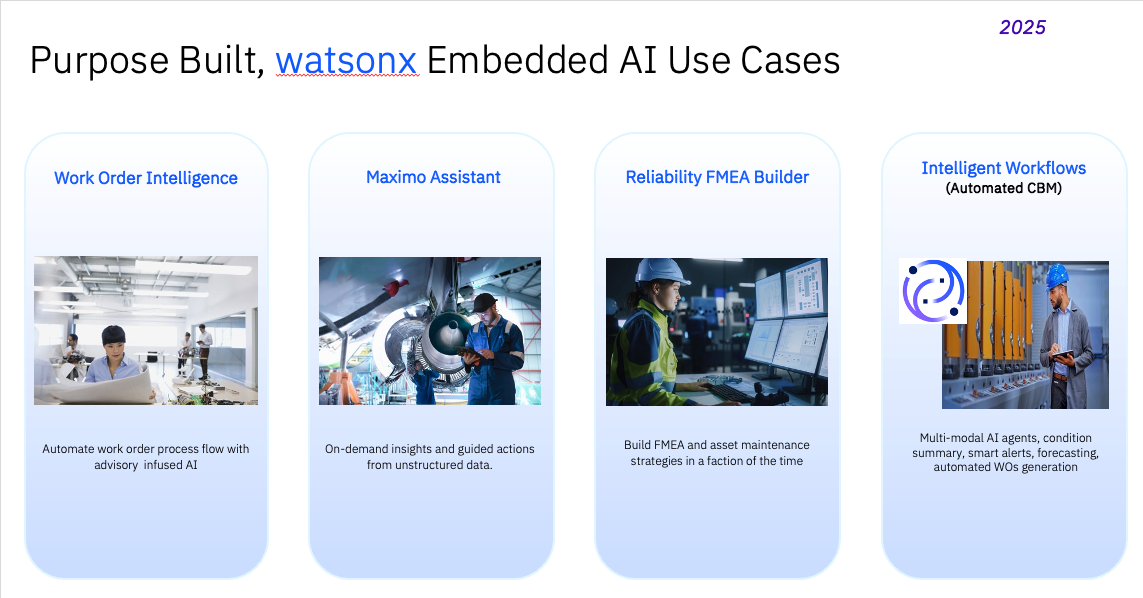 2025
Purpose Built, watsonx Embedded AI Use Cases
Work Order Intelligence
Automate work order process flow with
advisory  infused AI
Maximo Assistant
On-demand insights and guided actions
from unstructured data.
Reliability FMEA Builder
Build FMEA and asset maintenance
strategies in a faction of the time
Intelligent Workflows
(Automated CBM)
Multi-modal AI agents, condition
summary, smart alerts, forecasting,
automated WOs generation